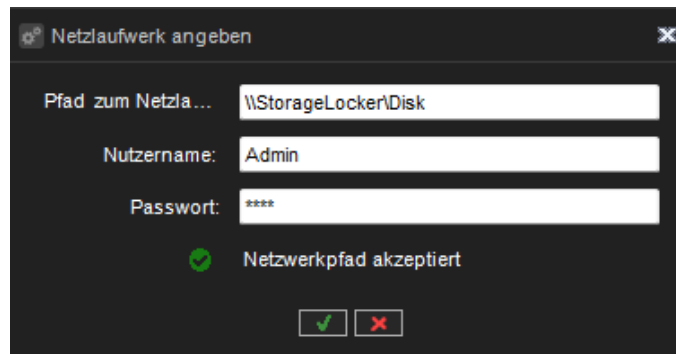 Netzlaufwerk angeben
Pfad zum Netzla... \\StorageLocker\Disk
Nutzername: Admin
Passwort: ****
Netzwerkpfad akzeptiert